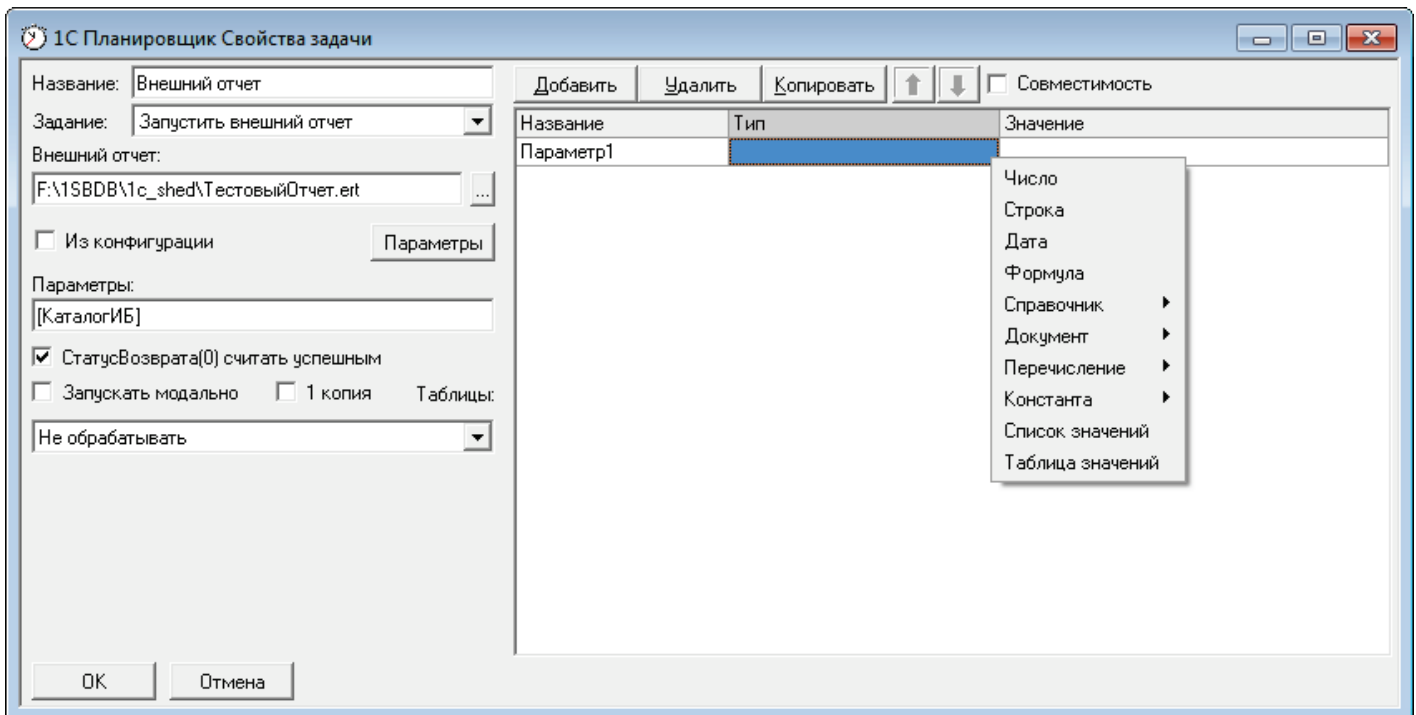 1С Планировщик Свойства задачи
Название: Внешний отчет
Задание: Запустить внешний отчет
Внешний отчет:
F:\1SBDB\1c_shed\ТестовыйОтчет.ert ...
Из конфигурации Параметры
Параметры:
[КаталогИБ]
СтатусВозврата(0) считать успешным
Запускать модально 1 копия Таблицы:
Не обрабатывать
OK Отмена
Добавить Удалить Копировать Совместимость
Название Тип Значение
Параметр1
Число
Строка
Дата
Формула
Справочник
Документ
Перечисление
Константа
Список значений
Таблица значений